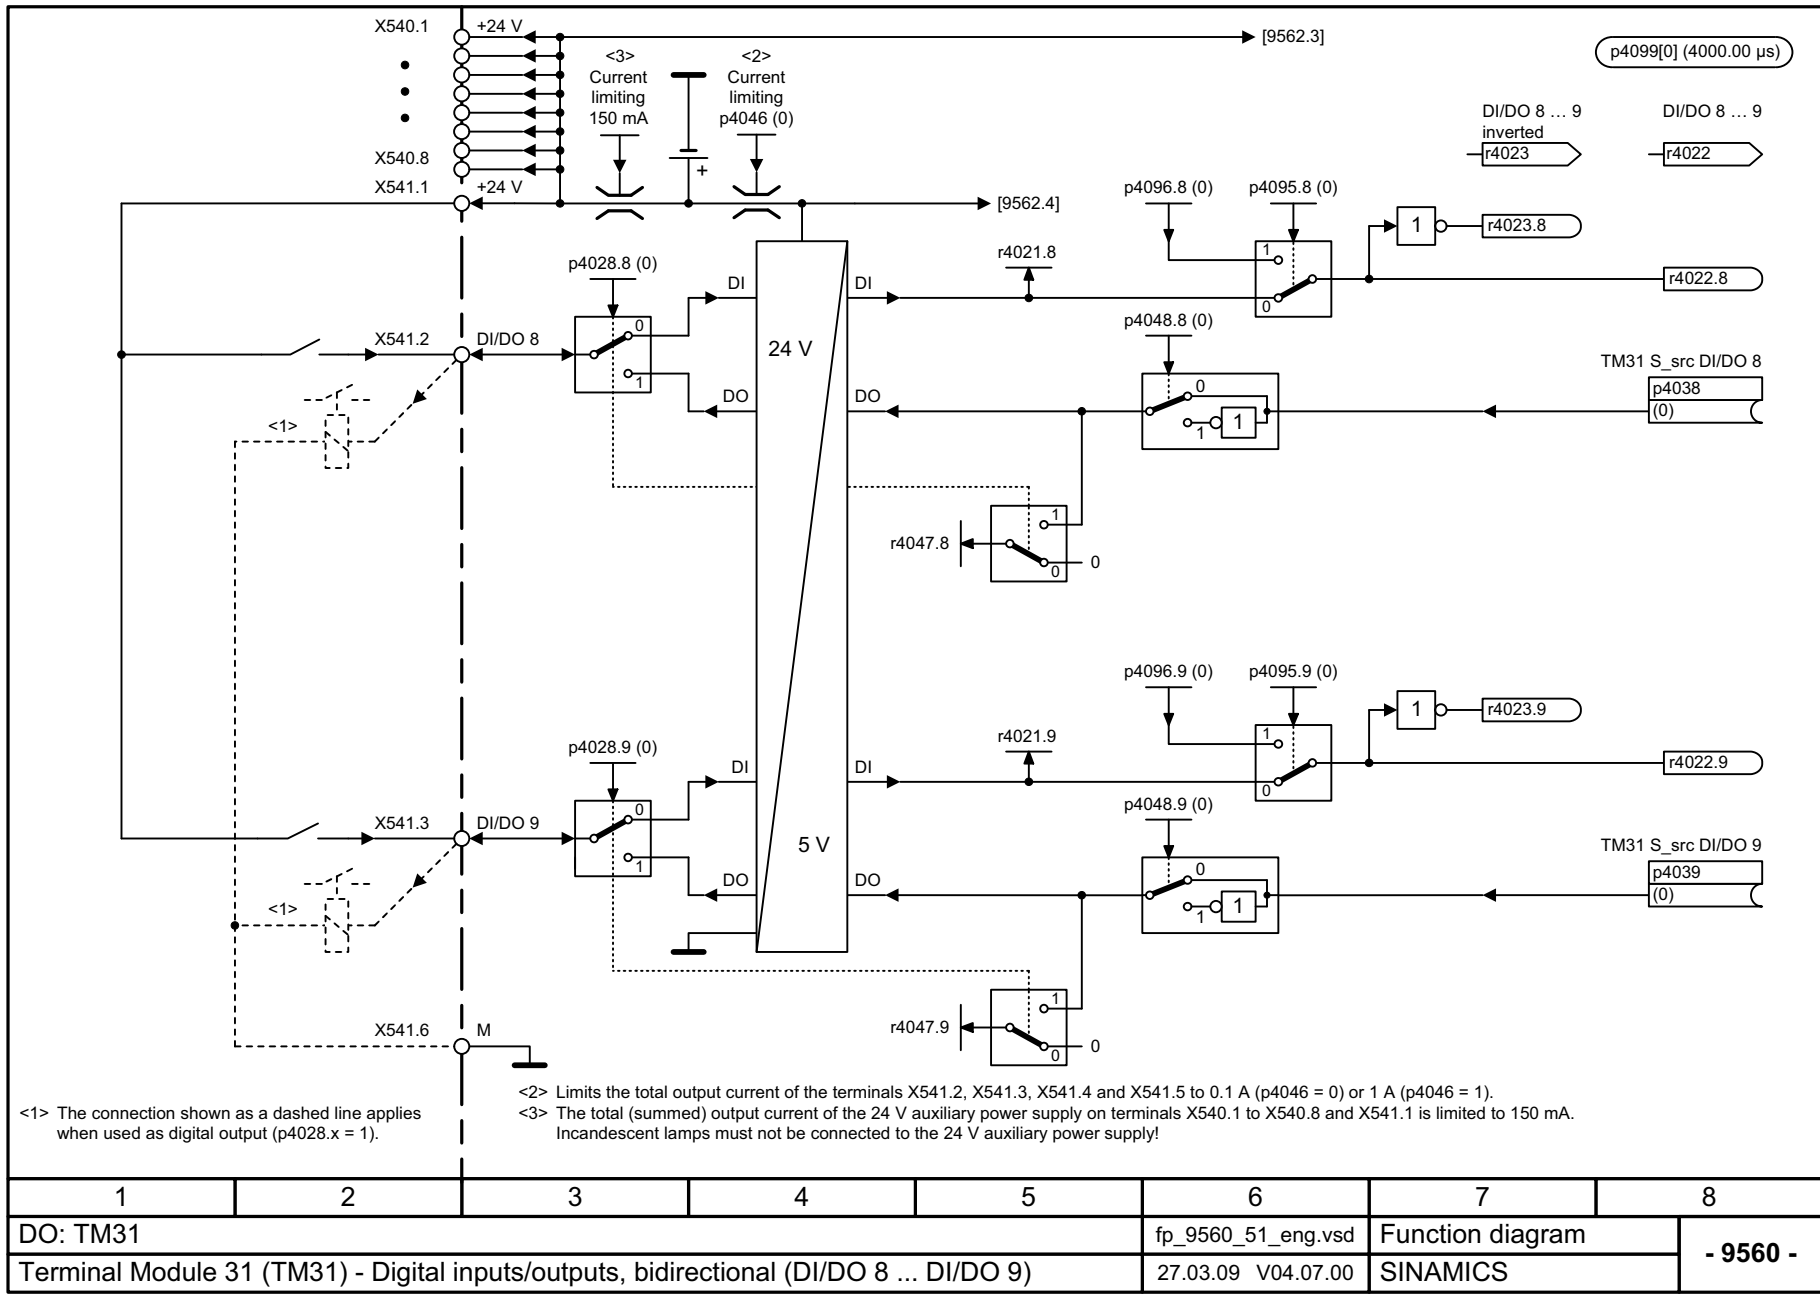 X540.1
+24 V
[9562.3]
p4099[0] (4000.00 µs)
<3>
Current
limiting
150 mA
<2>
Current
limiting
p4046 (0)
+
DI/DO 8 … 9
inverted
r4023
DI/DO 8 … 9
r4022
X540.8
X541.1
+24 V
[9562.4]
p4096.8 (0)
p4095.8 (0)
1
r4023.8
p4028.8 (0)
DI
DI
r4021.8
1
0
r4022.8
X541.2
DI/DO 8
0
1
24 V
p4048.8 (0)
TM31 S_src DI/DO 8
p4038
(0)
DO
DO
0
1
1
<1>
r4047.8
1
0
0
p4096.9 (0)
p4095.9 (0)
1
r4023.9
p4028.9 (0)
DI
DI
r4021.9
1
0
r4022.9
X541.3
DI/DO 9
0
1
5 V
p4048.9 (0)
TM31 S_src DI/DO 9
p4039
(0)
DO
DO
0
1
1
<1>
r4047.9
1
0
0
X541.6
M
<2> Limits the total output current of the terminals X541.2, X541.3, X541.4 and X541.5 to 0.1 A (p4046 = 0) or 1 A (p4046 = 1).
<1> The connection shown as a dashed line applies
when used as digital output (p4028.x = 1).
<3> The total (summed) output current of the 24 V auxiliary power supply on terminals X540.1 to X540.8 and X541.1 is limited to 150 mA.
Incandescent lamps must not be connected to the 24 V auxiliary power supply!
1 2 3 4 5 6 7 8
DO: TM31
fp_9560_51_eng.vsd
Function diagram
- 9560 -
Terminal Module 31 (TM31) - Digital inputs/outputs, bidirectional (DI/DO 8 ... DI/DO 9)
27.03.09 V04.07.00
SINAMICS